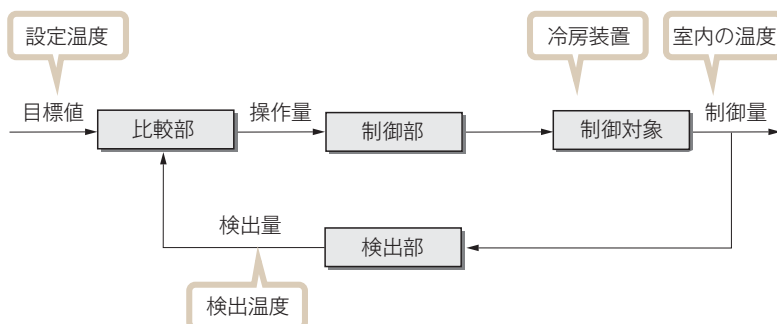 設定温度
冷房装置
室内の温度
目標値
比較部
操作量
制御部
制御対象
制御量
検出量
検出部
検出温度